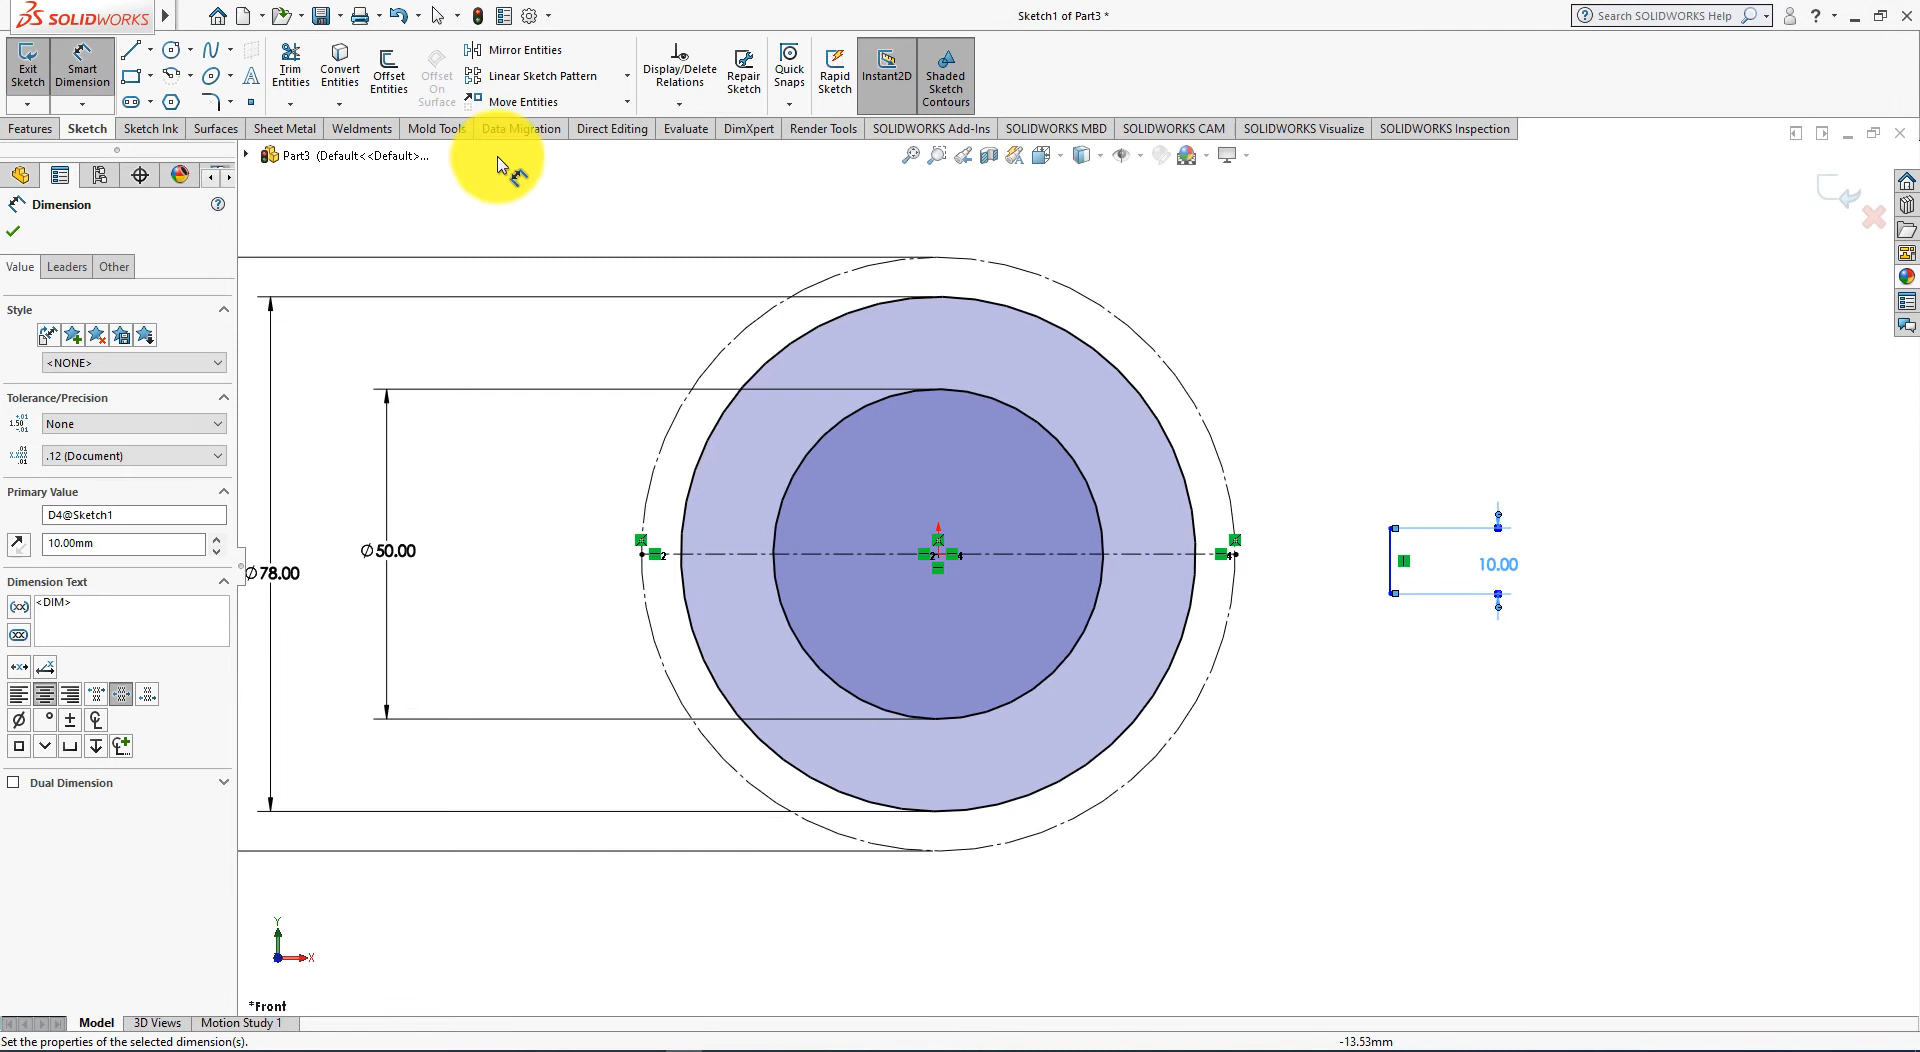 SOLIDWORKS
Sketch1 of Part3 *
Search SOLIDWORKS Help
Exit Sketch
Smart Dimension
Trim Entities
Convert Entities
Offset Entities
Offset On Surface
Mirror Entities
Linear Sketch Pattern
Move Entities
Display/Delete Relations
Repair Sketch
Quick Snaps
Rapid Sketch
Instant2D
Shaded Sketch Contours
Features
Sketch
Sketch Ink
Surfaces
Sheet Metal
Weldments
Mold Tools
Data Migration
Direct Editing
Evaluate
DimXpert
Render Tools
SOLIDWORKS Add-Ins
SOLIDWORKS MBD
SOLIDWORKS CAM
SOLIDWORKS Visualize
SOLIDWORKS Inspection
Part3 (Default<<Default>...
Dimension
Value
Leaders
Other
Style
<NONE>
Tolerance/Precision
None
.12 (Document)
Primary Value
D4@Sketch1
10.00mm
Dimension Text
<DIM>
Dual Dimension
Ø78.00
Ø50.00
10.00
2
2
4
4
Y
X
*Front
Model
3D Views
Motion Study 1
Set the properties of the selected dimension(s).
-13.53mm